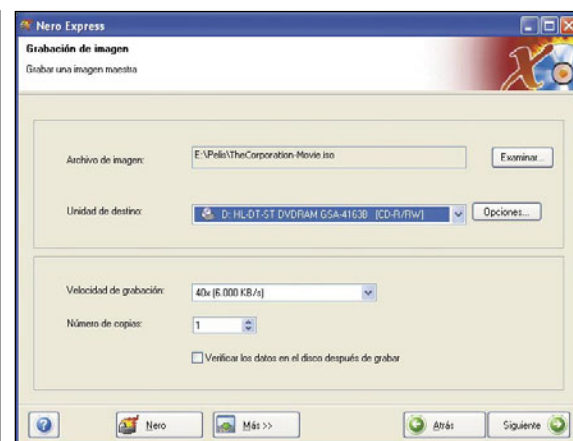 Nero Express
Grabación de imagen
Grabar una imagen maestra
Archivo de imagen:
E:\Pelis\TheCorporation-Movie.iso
Examinar...
Unidad de destino:
D: HL-DT-ST DVDRAM GSA-4163B [CD-R/RW]
Opciones...
Velocidad de grabación:
40x (6.000 KB/s)
Número de copias:
1
Verificar los datos en el disco después de grabar
Nero
Más >>
Atrás
Siguiente